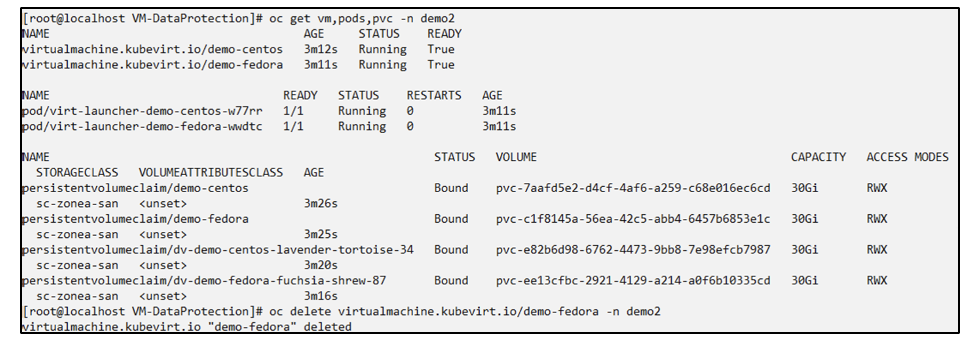 [root@localhost VM-DataProtection]# oc get vm,pods,pvc -n demo2
NAME AGE STATUS READY
virtualmachine.kubevirt.io/demo-centos 3m12s Running True
virtualmachine.kubevirt.io/demo-fedora 3m11s Running True
NAME READY STATUS RESTARTS AGE
pod/virt-launcher-demo-centos-w77rr 1/1 Running 0 3m11s
pod/virt-launcher-demo-fedora-wwdtc 1/1 Running 0 3m11s
NAME STATUS VOLUME CAPACITY ACCESS MODES
STORAGECLASS VOLUMEATTRIBUTESCLASS AGE
persistentvolumeclaim/demo-centos Bound pvc-7aafd5e2-d4cf-4af6-a259-c68e016ec6cd 30Gi RWX
sc-zonea-san <unset> 3m26s
persistentvolumeclaim/demo-fedora Bound pvc-c1f8145a-56ea-42c5-abb4-6457b6853e1c 30Gi RWX
sc-zonea-san <unset> 3m25s
persistentvolumeclaim/dv-demo-centos-lavender-tortoise-34 Bound pvc-e82b6d98-6762-4473-9bb8-7e98efcb7987 30Gi RWX
sc-zonea-san <unset> 3m20s
persistentvolumeclaim/dv-demo-fedora-fuchsia-shrew-87 Bound pvc-ee13cfbc-2921-4129-a214-a0f6b10335cd 30Gi RWX
sc-zonea-san <unset> 3m16s
[root@localhost VM-DataProtection]# oc delete virtualmachine.kubevirt.io/demo-fedora -n demo2
virtualmachine.kubevirt.io "demo-fedora" deleted